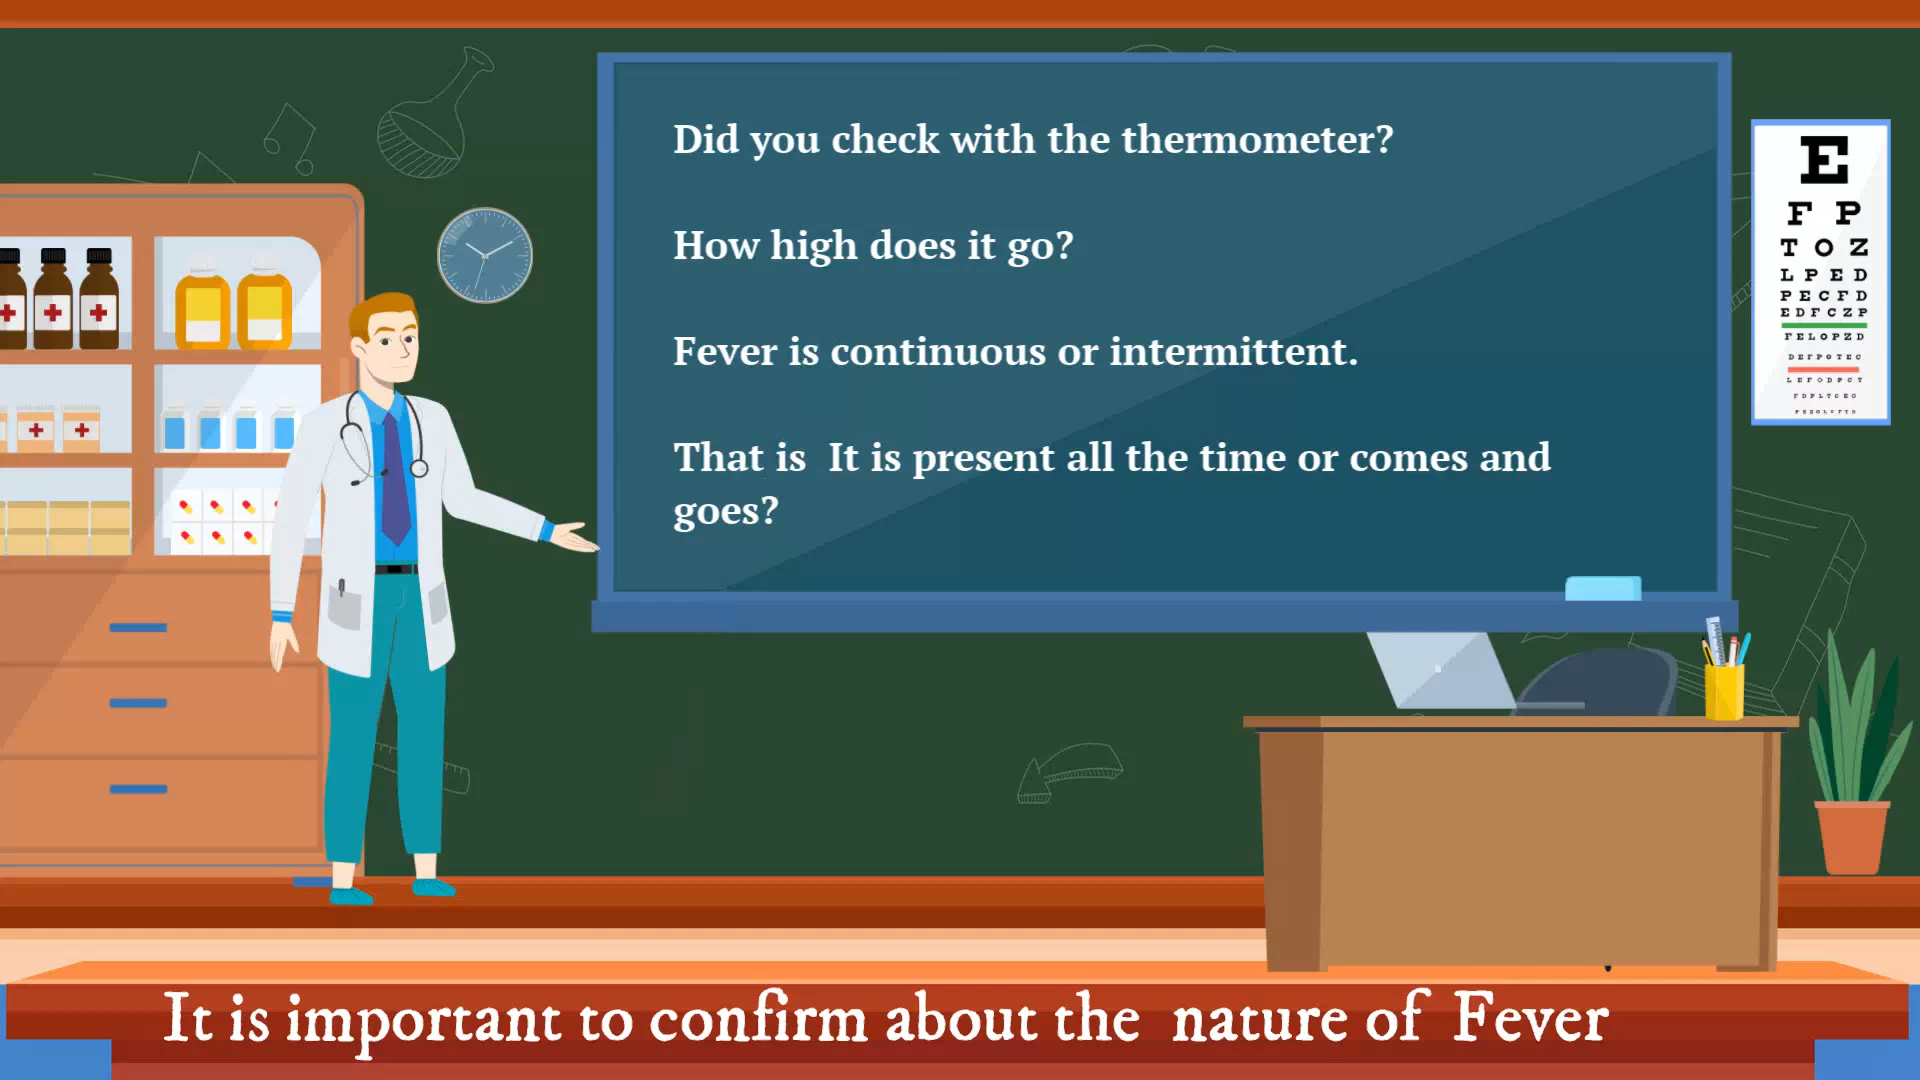 Did you check with the thermometer?
How high does it go?
Fever is continuous or intermittent.
That is It is present all the time or comes and
goes?
E
F P
T O Z
L P E D
P E C F D
E D F C Z P
F E L O P Z D
D E F P O T E C
L E F O D P C T
F D P L T C E O
P E Z O L C F T D
It is important to confirm about the nature of Fever